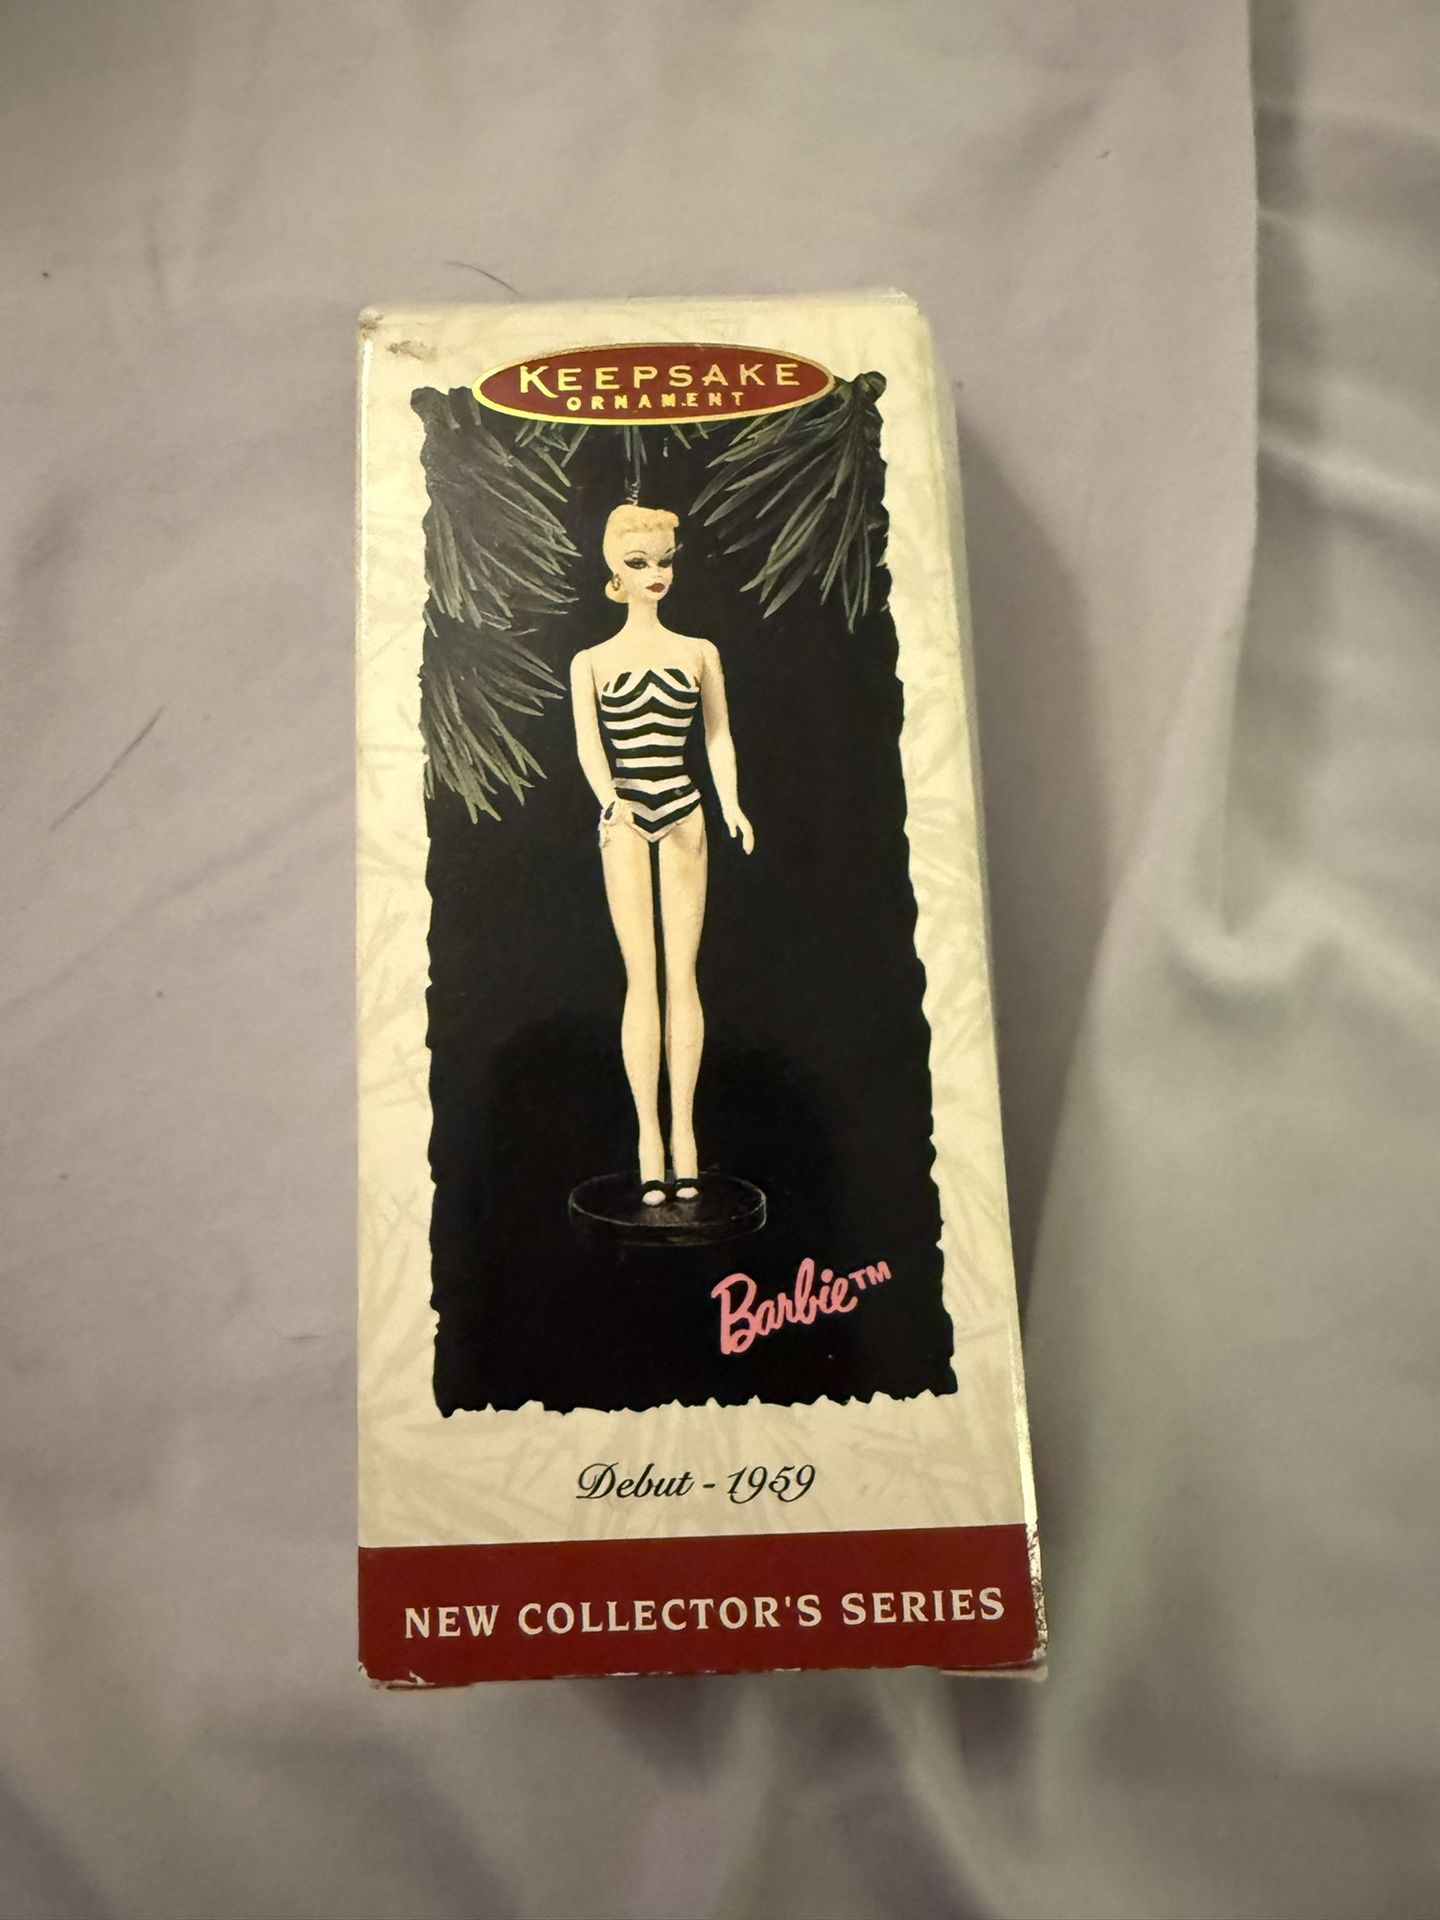 KEEPSAKE
ORNAMENT
Barbie™
Debut - 1959
NEW COLLECTOR'S SERIES